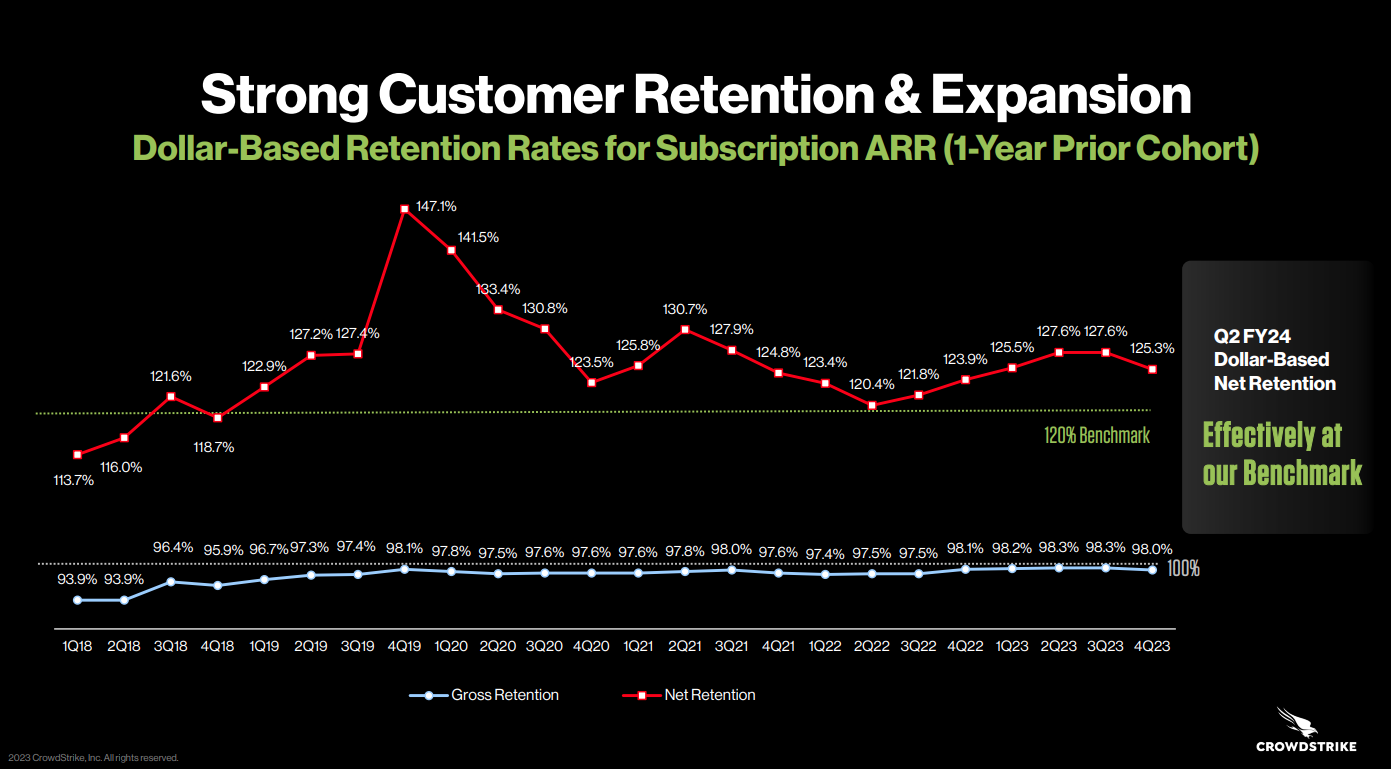 Strong Customer Retention & Expansion
Dollar-Based Retention Rates for Subscription ARR (1-Year Prior Cohort)
113.7% 116.0% 121.6% 118.7% 122.9% 127.2% 127.4% 147.1% 141.5% 133.4% 130.8% 123.5% 125.8% 130.7% 127.9% 124.8% 123.4% 120.4% 121.8% 123.9% 125.5% 127.6% 127.6% 125.3%
120% Benchmark
93.9% 93.9% 96.4% 95.9% 96.7% 97.3% 97.4% 98.1% 97.8% 97.5% 97.6% 97.6% 97.6% 97.8% 98.0% 97.6% 97.4% 97.5% 97.5% 98.1% 98.2% 98.3% 98.3% 98.0%
100%
1Q18 2Q18 3Q18 4Q18 1Q19 2Q19 3Q19 4Q19 1Q20 2Q20 3Q20 4Q20 1Q21 2Q21 3Q21 4Q21 1Q22 2Q22 3Q22 4Q22 1Q23 2Q23 3Q23 4Q23
Gross Retention Net Retention
Q2 FY24
Dollar-Based
Net Retention
Effectively at
our Benchmark
CROWDSTRIKE
2023 CrowdStrike, Inc. All rights reserved.